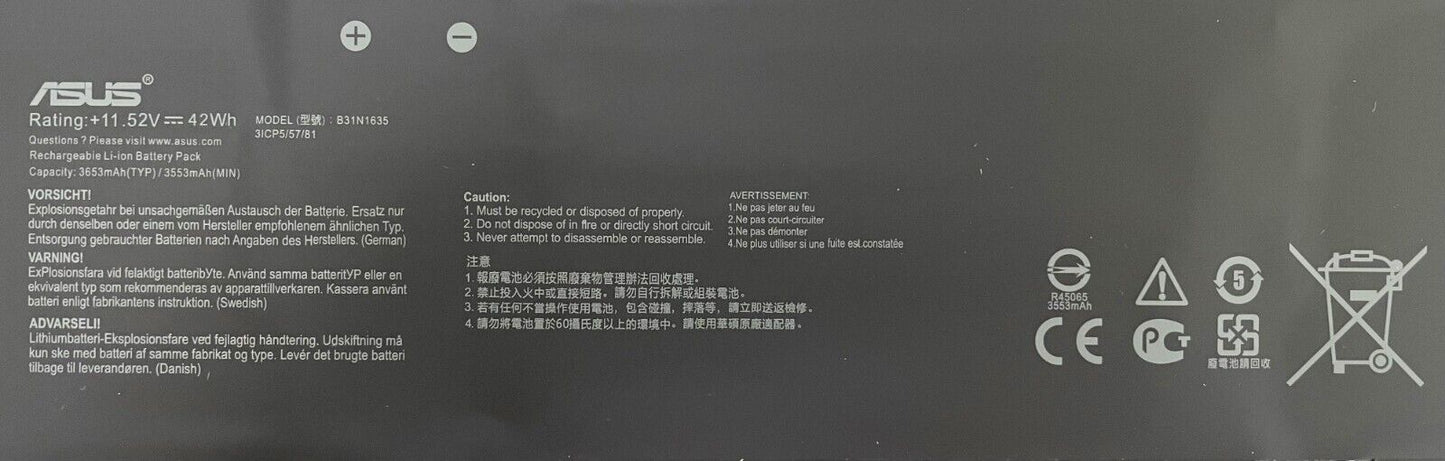 ASUS®
Rating:+11.52V 42Wh
MODEL (型號) : B31N1635
3ICP5/57/81
Questions ? Please visit www.asus.com
Rechargeable Li-ion Battery Pack
Capacity: 3653mAh(TYP) / 3553mAh(MIN)
VORSICHT!
Explosionsgetahr bei unsachgemäßen Austausch der Batterie. Ersatz nur
durch denselben oder einem vom Hersteller empfohlenem ähnlichen Typ.
Entsorgung gebrauchter Batterien nach Angaben des Herstellers. (German)
VARNING!
ExPlosionsfara vid felaktigt batteribYte. Använd samma batteritYP eller en
ekvivalent typ som rekommenderas av apparattillverkaren. Kassera använt
batteri enligt fabrikantens instruktion. (Swedish)
ADVARSELI!
Lithiumbatteri-Eksplosionsfare ved fejlagtig håndtering. Udskiftning må
kun ske med batteri af samme fabrikat og type. Levér det brugte batteri
tilbage til leverandøren. (Danish)
Caution:
1. Must be recycled or disposed of properly.
2. Do not dispose of in fire or directly short circuit.
3. Never attempt to disassemble or reassemble.
AVERTISSEMENT:
1.Ne pas jeter au feu
2.Ne pas court-circuiter
3.Ne pas démonter
4.Ne plus utiliser si une fuite est constatée
注意
1. 報廢電池必須按照廢棄物管理辦法回收處理。
2. 禁止投入火中或直接短路。請勿自行拆解或組裝電池。
3. 若有任何不當操作使用電池，包含碰撞，摔落等，請立即送返檢修。
4. 請勿將電池置於60攝氏度以上的環境中。請使用華碩原廠適配器。
R45065
3553mAh
5
CE
PCT
廢電池請回收